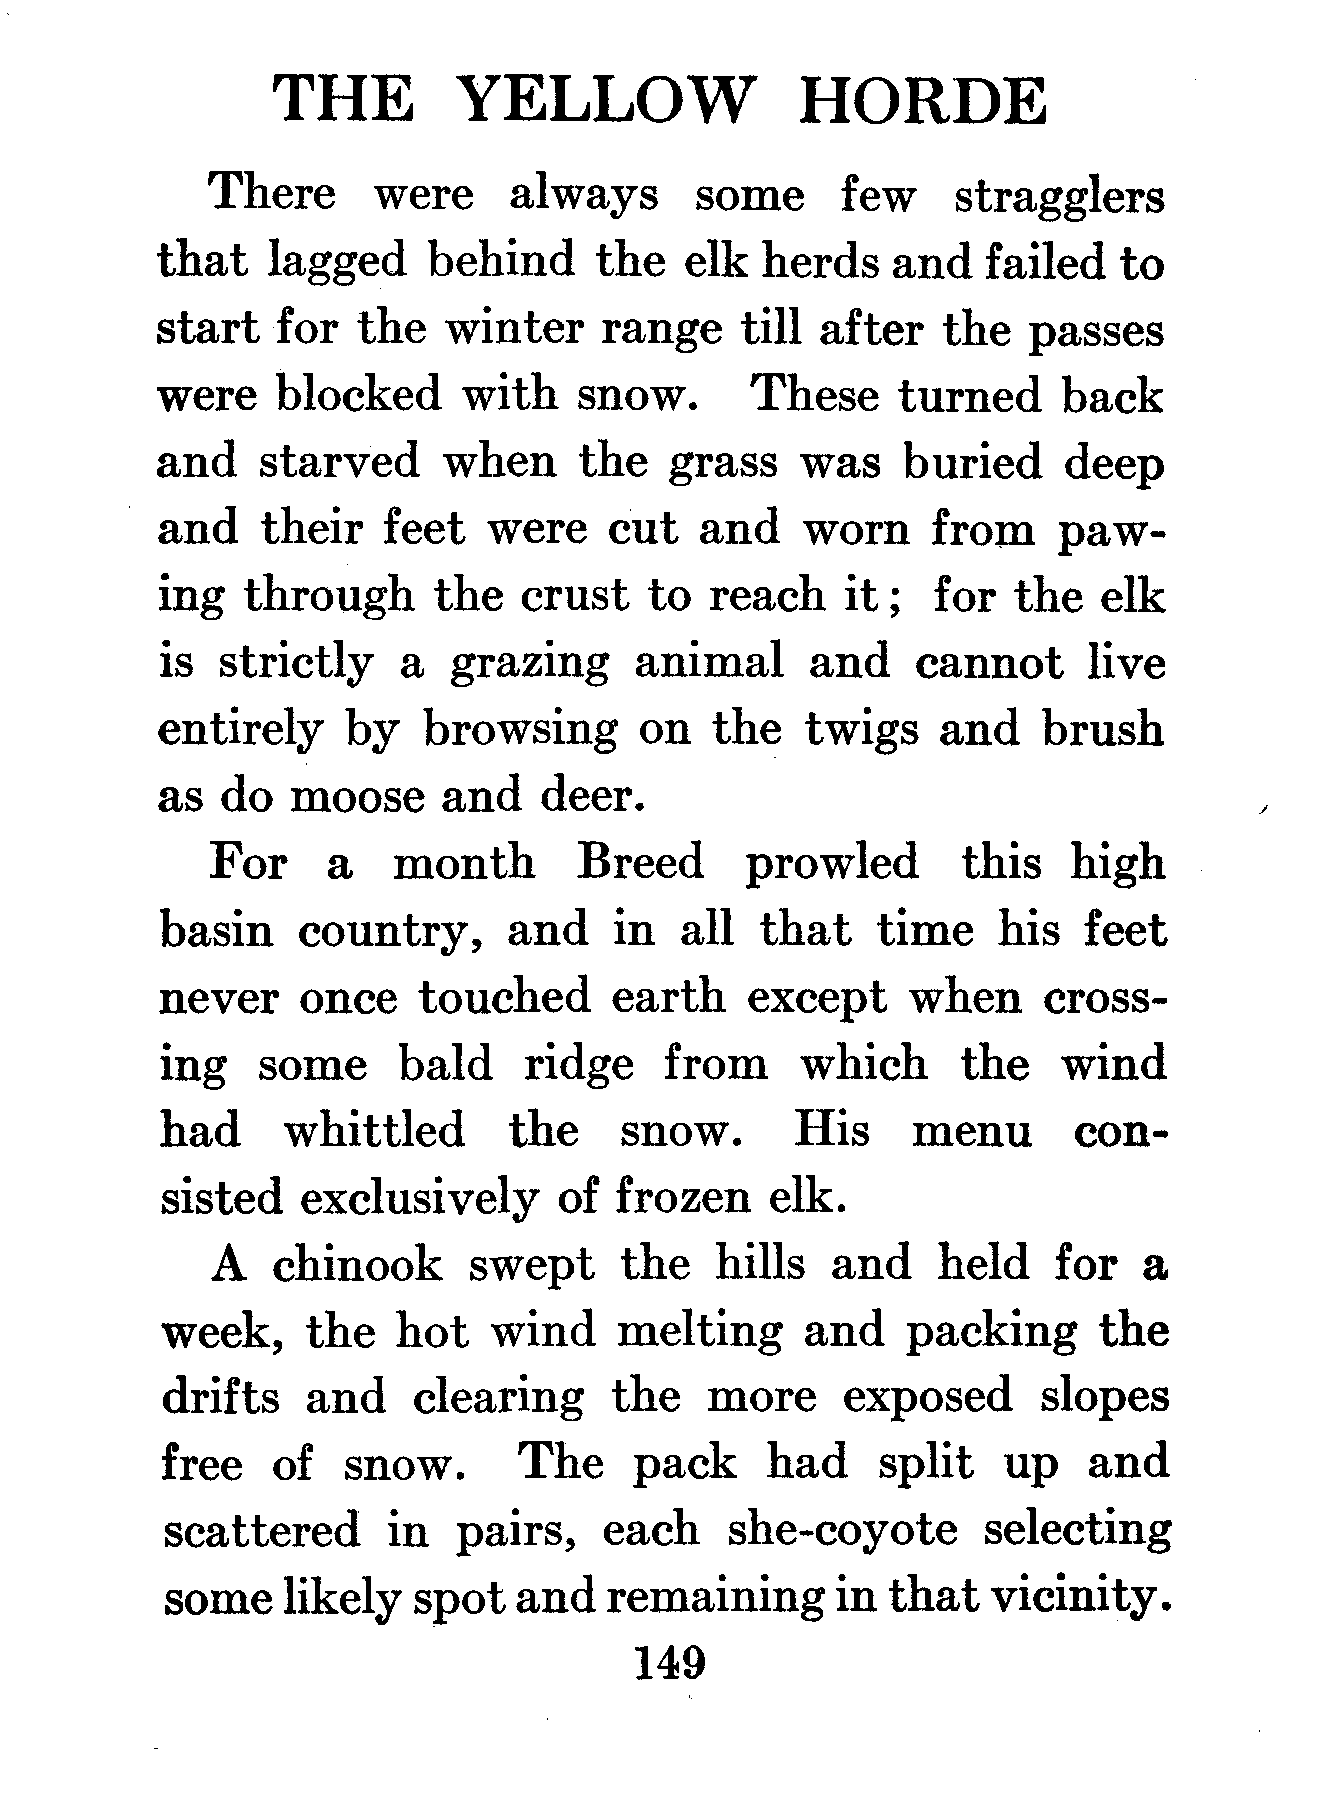 THE YELLOW HORDE
There were always some few stragglers
that lagged behind the elk herds and failed to
start for the winter range till after the passes
were blocked with snow. These turned back
and starved when the grass was buried deep
and their feet were cut and worn from paw-
ing through the crust to reach it; for the elk
is strictly a grazing animal and cannot live
entirely by browsing on the twigs and brush
as do moose and deer.
For a month Breed prowled this high
basin country, and in all that time his feet
never once touched earth except when cross-
ing some bald ridge from which the wind
had whittled the snow. His menu con-
sisted exclusively of frozen elk.
A chinook swept the hills and held for a
week, the hot wind melting and packing the
drifts and clearing the more exposed slopes
free of snow. The pack had split up and
scattered in pairs, each she-coyote selecting
some likely spot and remaining in that vicinity.
149